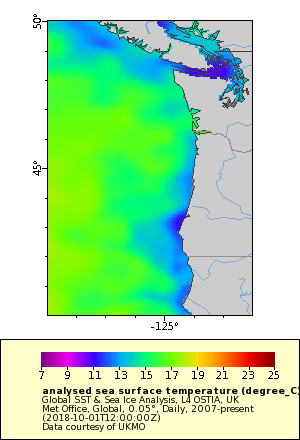 50°
45°
-125°
7 9 11 13 15 17 19 21 23 25
analysed sea surface temperature (degree_C)
Global SST & Sea Ice Analysis, L4 OSTIA, UK
Met Office, Global, 0.05°, Daily, 2007-present
(2018-10-01T12:00:00Z)
Data courtesy of UKMO